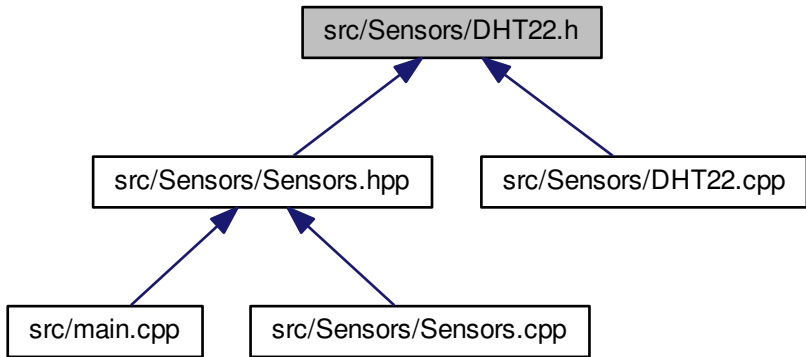 src/Sensors/DHT22.h
src/Sensors/Sensors.hpp
src/Sensors/DHT22.cpp
src/main.cpp
src/Sensors/Sensors.cpp